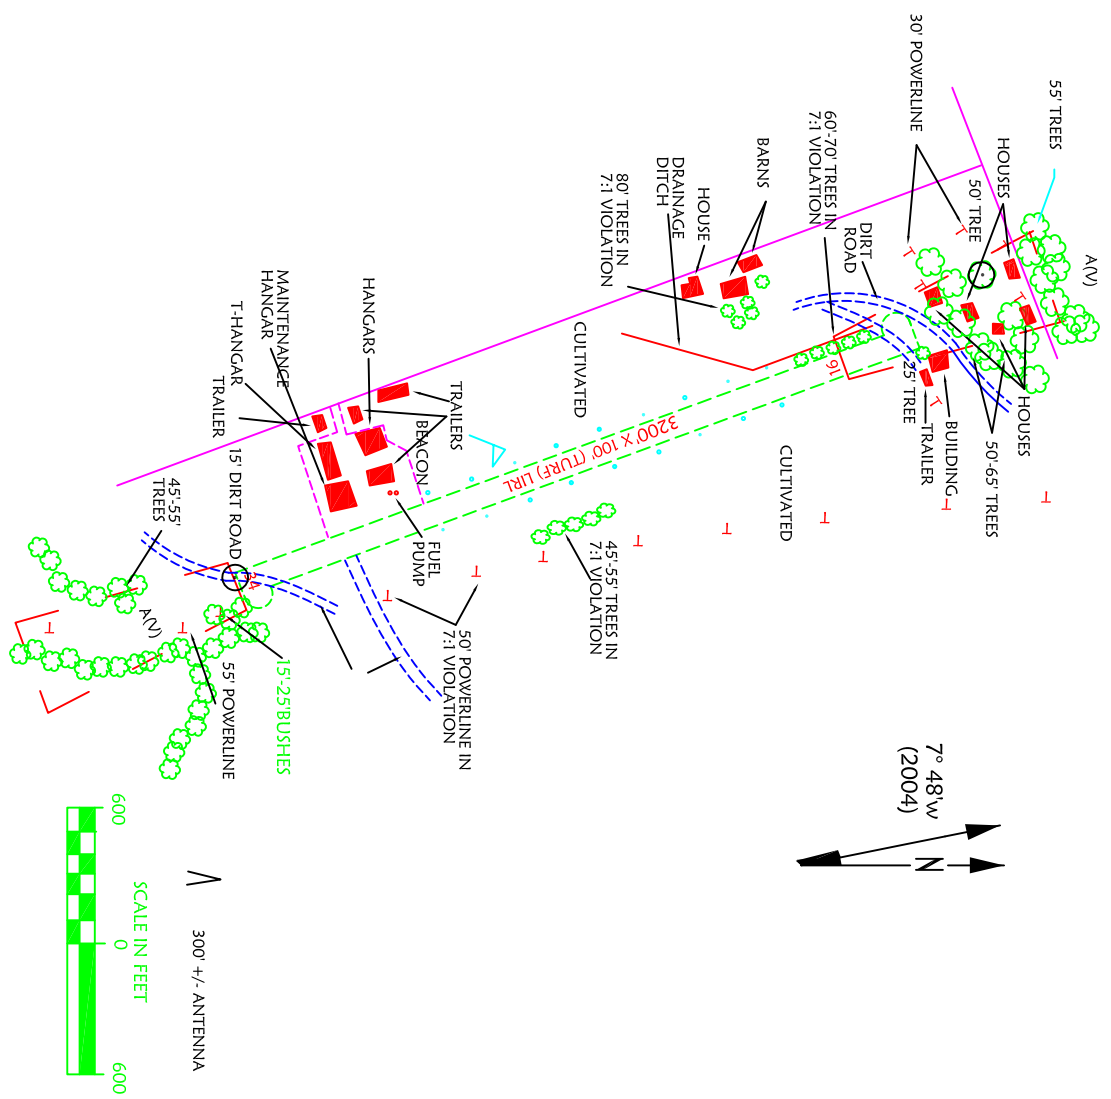 55' TREES
30' POWERLINE
A(V)
HOUSES
50' TREE
60'-70' TREES IN
7:1 VIOLATION
DIRT
ROAD
BARNS
HOUSE
DRAINAGE
DITCH
80' TREES IN
7:1 VIOLATION
CULTIVATED
16
25' TREE
TRAILER
BUILDING
50'-65' TREES
HOUSES
CULTIVATED
3200' X 100' (TURF) LIRL
HANGARS
MAINTENANCE
HANGAR
T-HANGAR
TRAILER
TRAILERS
BEACON
FUEL
PUMP
15' DIRT ROAD
45'-55'
TREES
34
A(V)
45'-55' TREES IN
7:1 VIOLATION
50' POWERLINE IN
7:1 VIOLATION
15'-25'BUSHES
55' POWERLINE
7° 48'w
(2004)
N
300' +/- ANTENNA
SCALE IN FEET
600
0
600